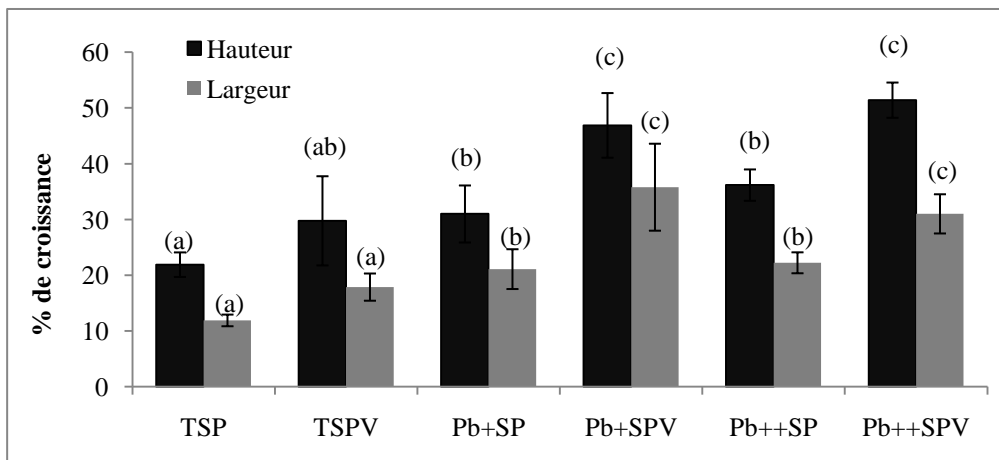 Hauteur
Largeur
% de croissance
60
50
40
30
20
10
0
(a)
(a)
(ab)
(a)
(b)
(b)
(c)
(c)
(b)
(b)
(c)
(c)
TSP TSPV Pb+SP Pb+SPV Pb++SP Pb++SPV